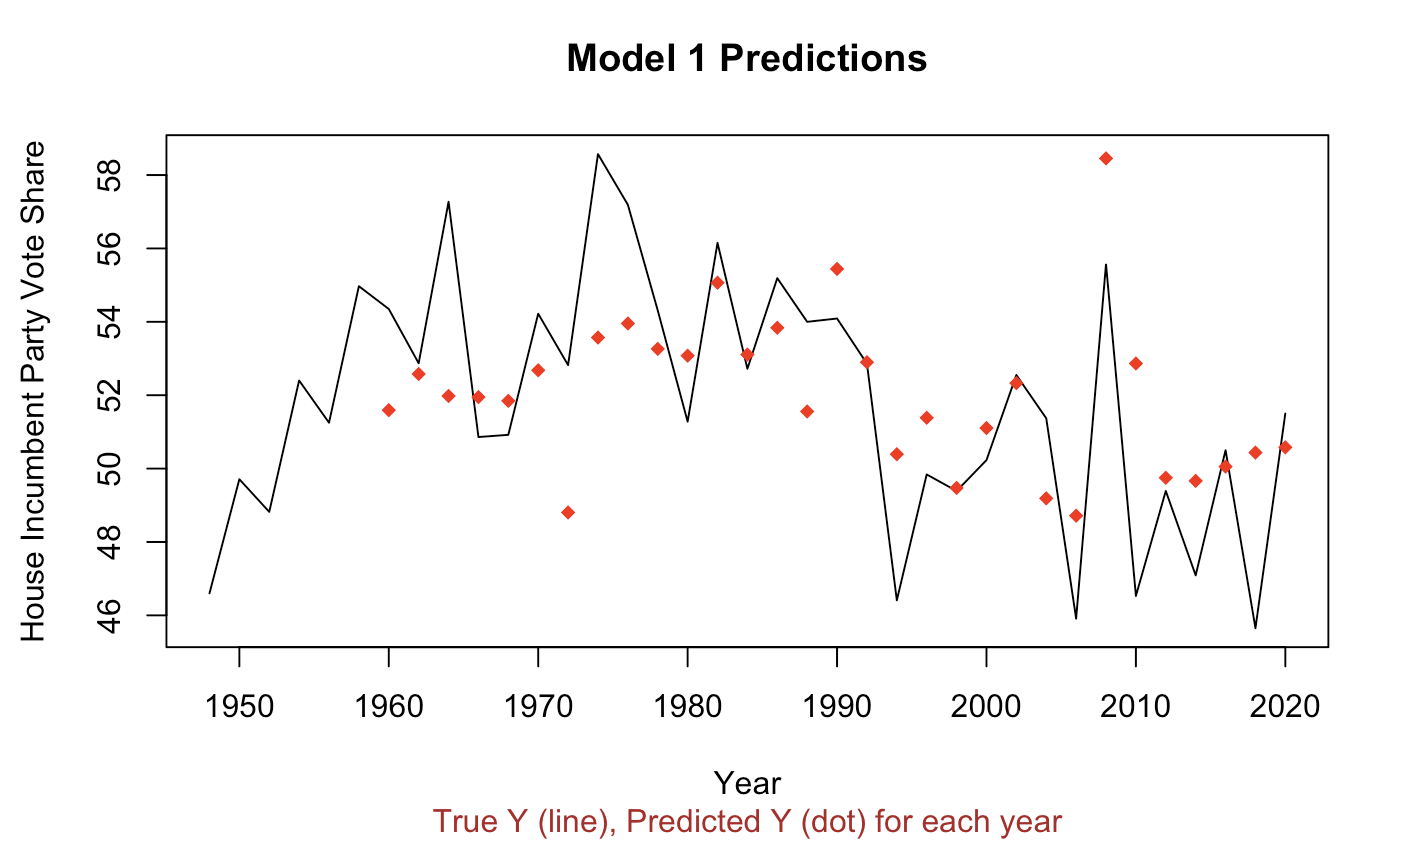 Model 1 Predictions
House Incumbent Party Vote Share
58
56
54
52
50
48
46
1950 1960 1970 1980 1990 2000 2010 2020
Year
True Y (line), Predicted Y (dot) for each year